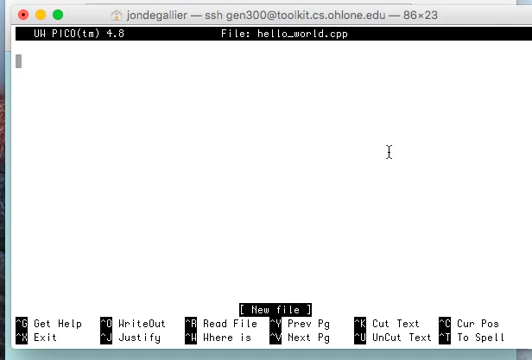 jondegallier — ssh gen300@toolkit.cs.ohlone.edu — 86×23
UW PICO(tm) 4.8 File: hello_world.cpp
[ New file ]
^G Get Help ^O WriteOut ^R Read File ^Y Prev Pg ^K Cut Text ^C Cur Pos
^X Exit ^J Justify ^W Where is ^V Next Pg ^U UnCut Text ^T To Spell